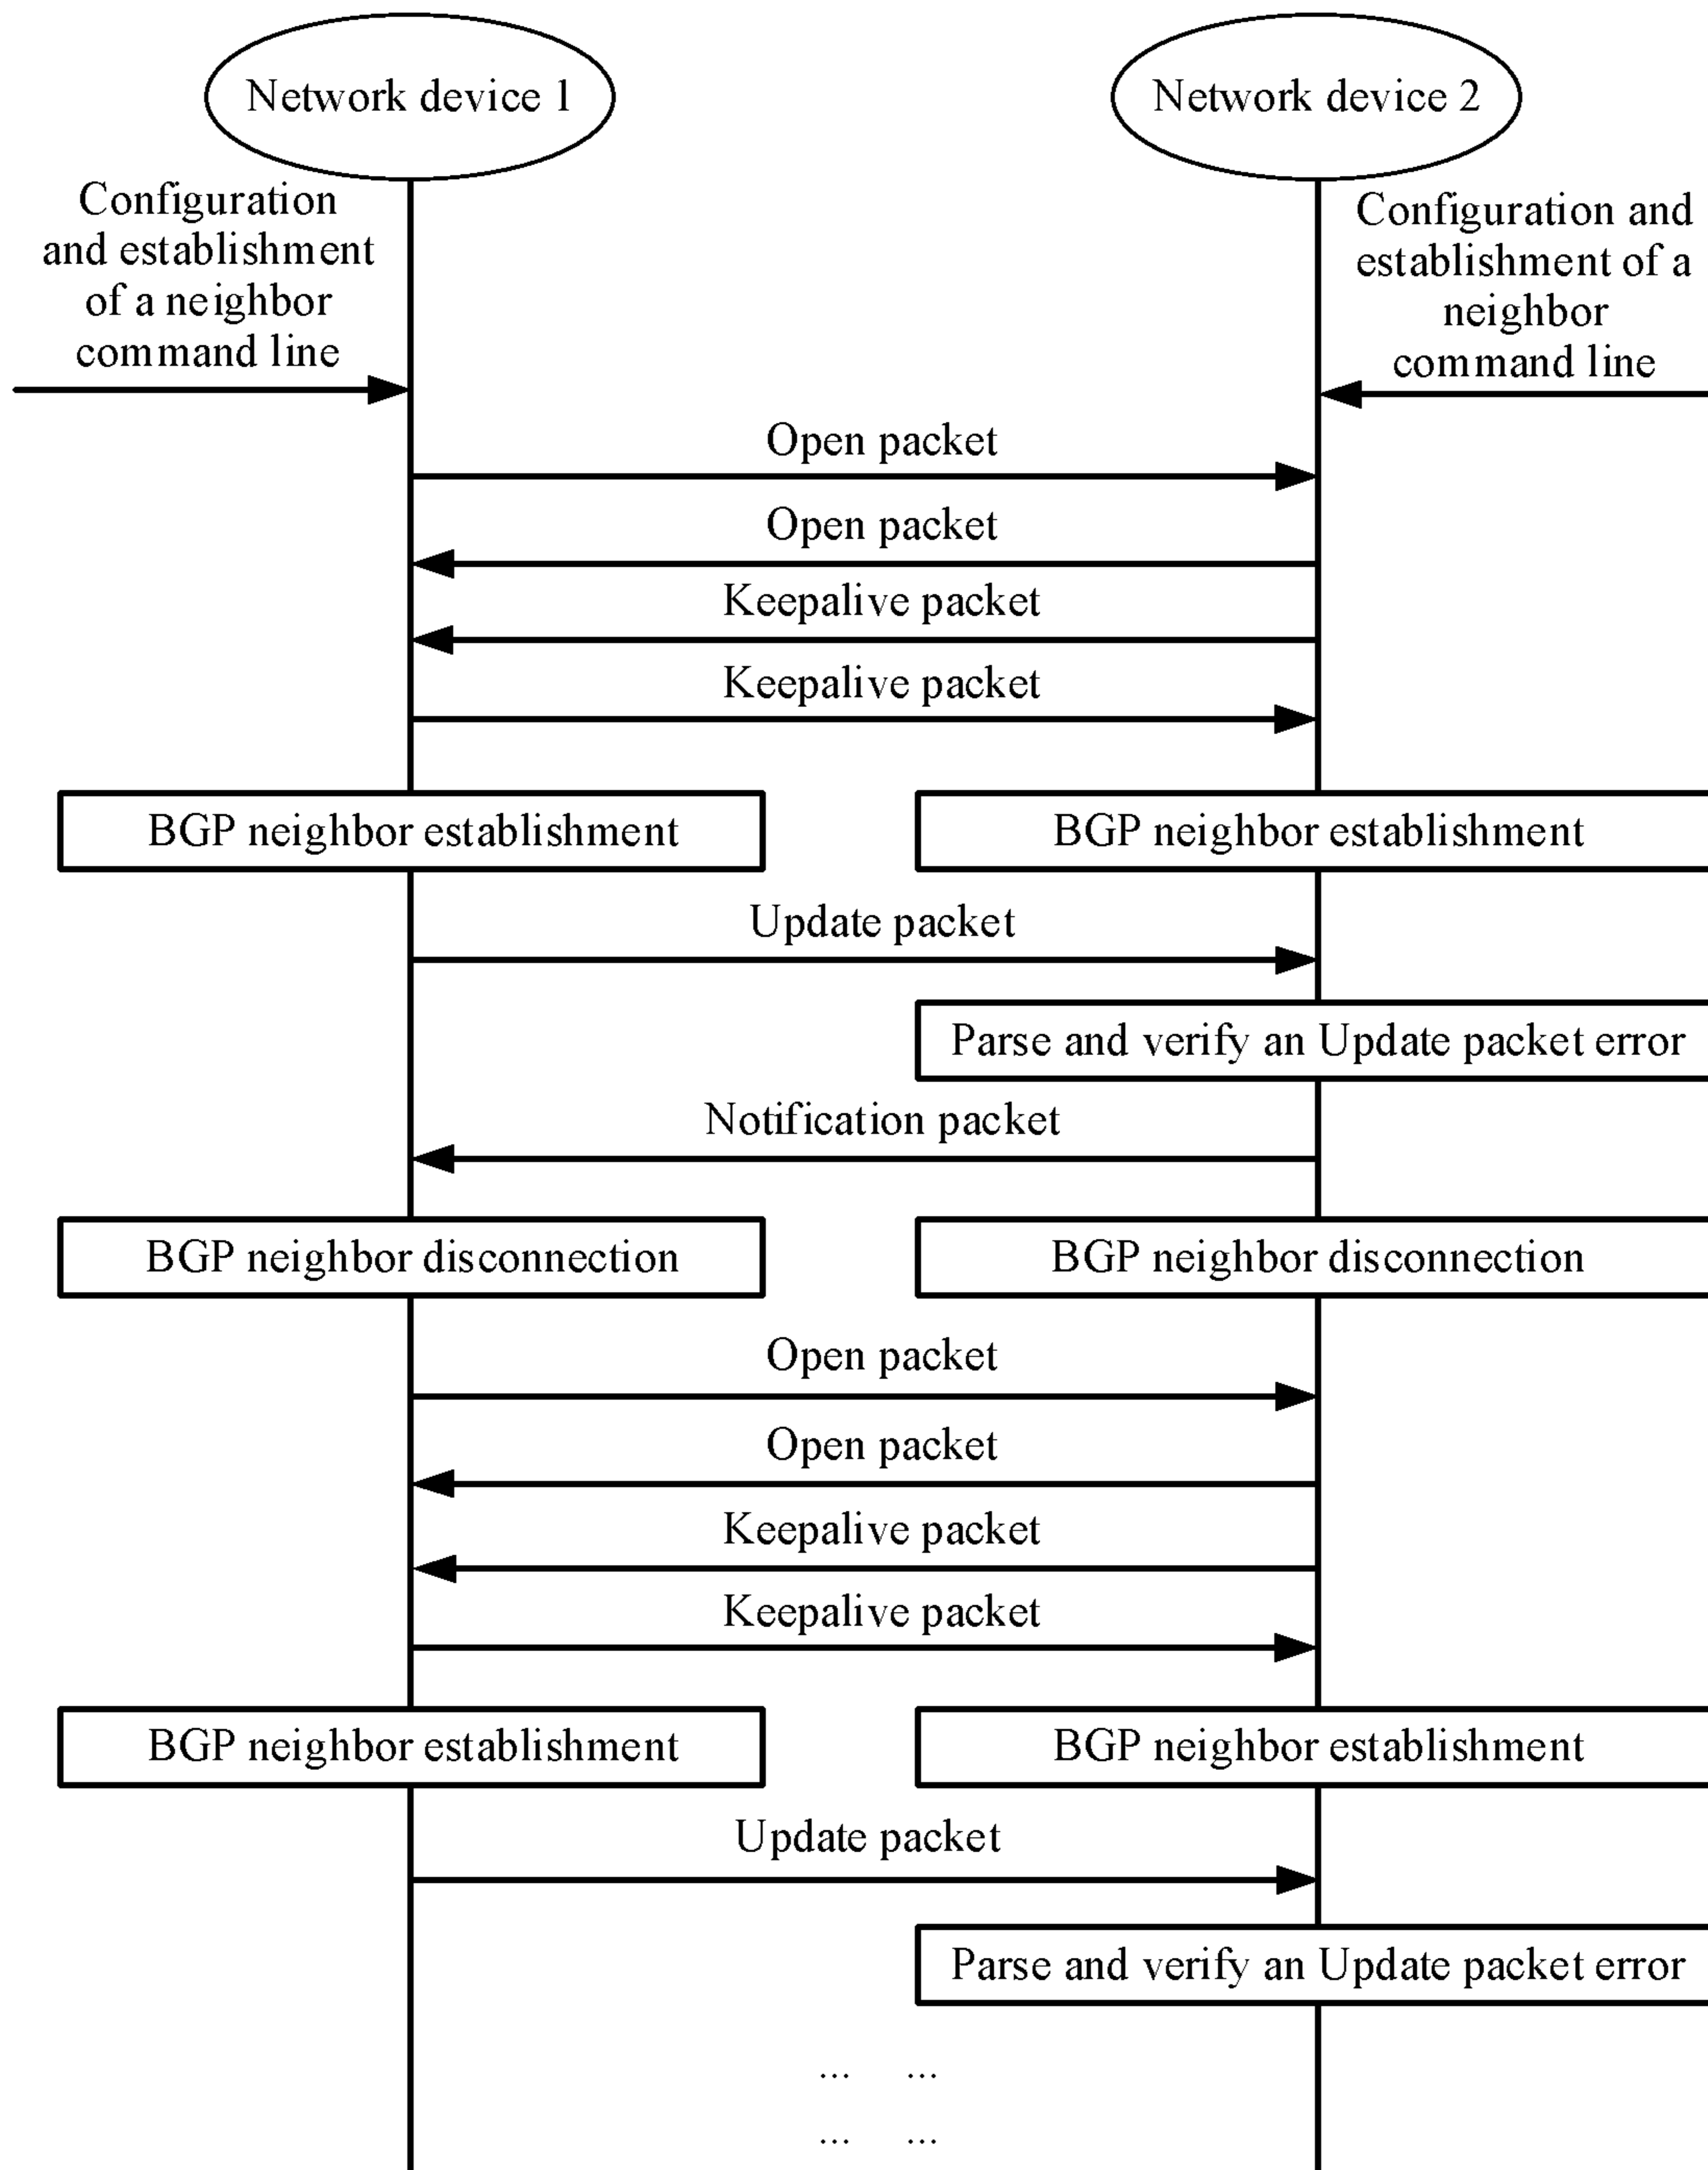 Network device 1
Network device 2
Configuration
and establishment
of a neighbor
command line
Configuration and
establishment of a
neighbor
command line
Open packet
Open packet
Keepalive packet
Keepalive packet
BGP neighbor establishment
BGP neighbor establishment
Update packet
Parse and verify an Update packet error
Notification packet
BGP neighbor disconnection
BGP neighbor disconnection
Open packet
Open packet
Keepalive packet
Keepalive packet
BGP neighbor establishment
BGP neighbor establishment
Update packet
Parse and verify an Update packet error
... ...
... ...